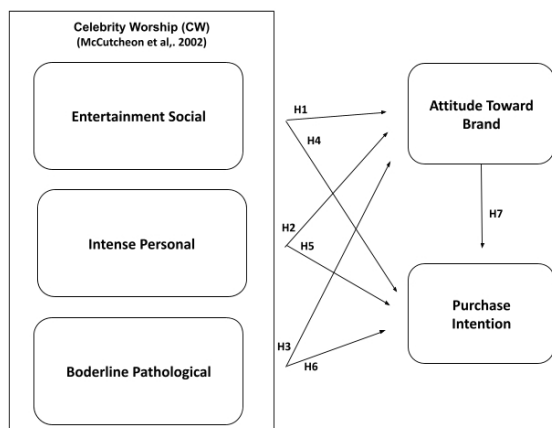 Celebrity Worship (CW)
(McCutcheon et al,. 2002)
Entertainment Social
Intense Personal
Boderline Pathological
H1
H4
H2
H5
H3
H6
Attitude Toward
Brand
H7
Purchase
Intention